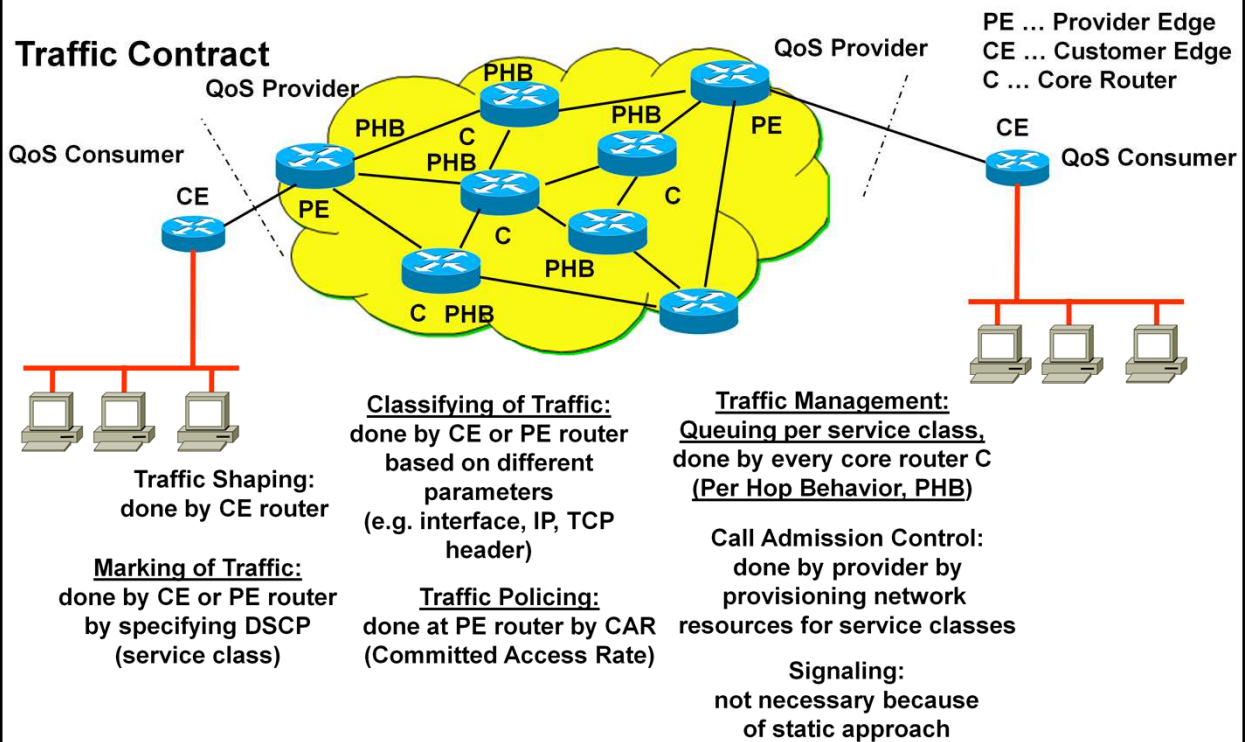 Traffic Contract
QoS Provider
QoS Consumer
CE
PE
PHB
PHB
C
PHB
C
C PHB
PHB
PHB
C
PE
QoS Provider
PE … Provider Edge
CE … Customer Edge
C … Core Router
CE
QoS Consumer
Traffic Shaping:
done by CE router
Marking of Traffic:
done by CE or PE router
by specifying DSCP
(service class)
Classifying of Traffic:
done by CE or PE router
based on different
parameters
(e.g. interface, IP, TCP
header)
Traffic Policing:
done at PE router by CAR
(Committed Access Rate)
Traffic Management:
Queuing per service class,
done by every core router C
(Per Hop Behavior, PHB)
Call Admission Control:
done by provider by
provisioning network
resources for service classes
Signaling:
not necessary because
of static approach